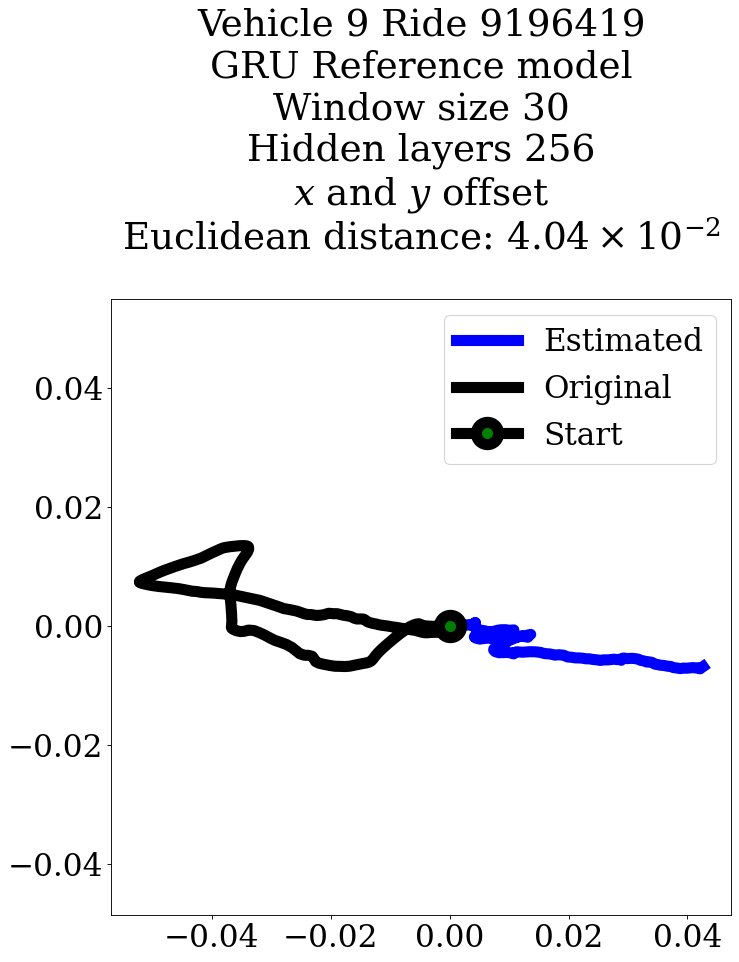 Vehicle 9 Ride 9196419
GRU Reference model
Window size 30
Hidden layers 256
x and y offset
Euclidean distance: 4.04 × 10⁻²
Estimated
Original
Start
0.04
0.02
0.00
−0.02
−0.04
−0.04 −0.02 0.00 0.02 0.04